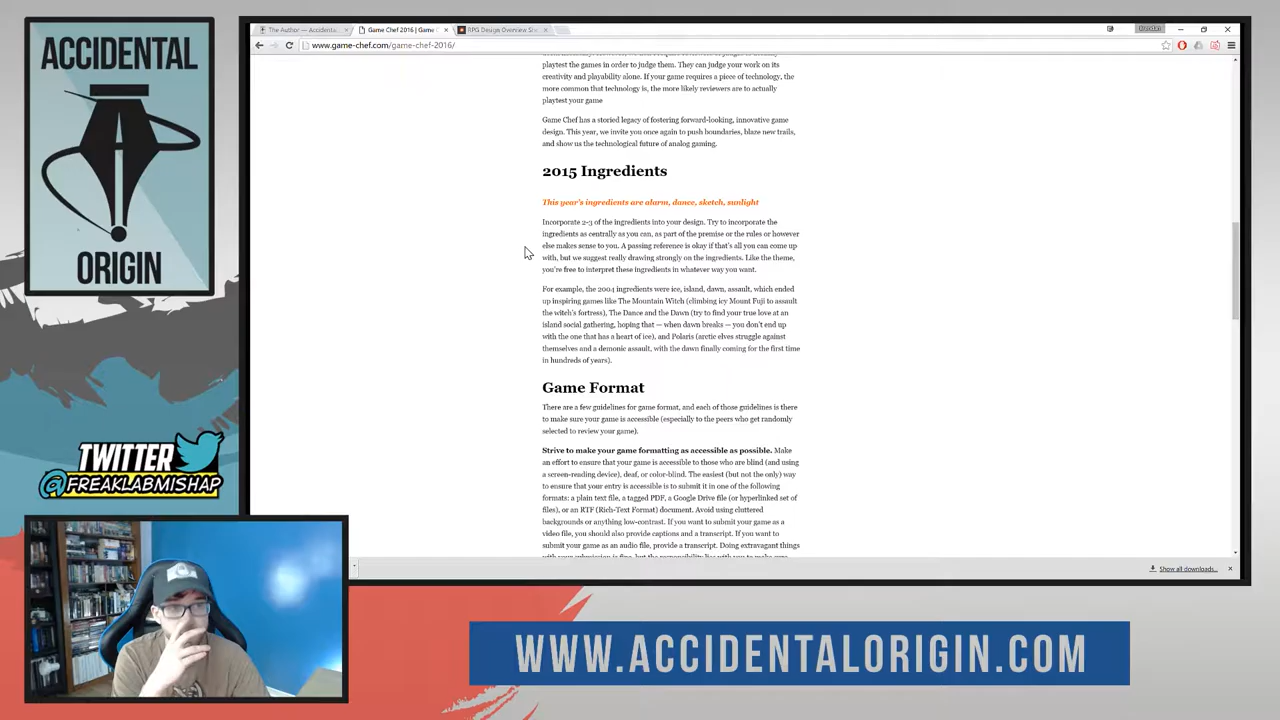 ACCIDENTAL
ORIGIN
The Author — Accidenta
Game Chef 2016 | Game
RPG Design Overview Sk
www.game-chef.com/game-chef-2016/
playtest the games in order to judge them. They can judge your work on its
creativity and playability alone. If your game requires a piece of technology, the
more common that technology is, the more likely reviewers are to actually
playtest your game
Game Chef has a storied legacy of fostering forward-looking, innovative game
design. This year, we invite you once again to push boundaries, blaze new trails,
and show us the technological future of analog gaming.
2015 Ingredients
This year's ingredients are alarm, dance, sketch, sunlight
Incorporate 2-3 of the ingredients into your design. Try to incorporate the
ingredients as centrally as you can, as part of the premise or the rules or however
else makes sense to you. A passing reference is okay if that's all you can come up
with, but we suggest really drawing strongly on the ingredients. Like the theme,
you're free to interpret these ingredients in whatever way you want.
For example, the 2004 ingredients were ice, island, dawn, assault, which ended
up inspiring games like The Mountain Witch (climbing icy Mount Fuji to assault
the witch's fortress), The Dance and the Dawn (try to find your true love at an
island social gathering, hoping that — when dawn breaks — you don't end up
with the one that has a heart of ice), and Polaris (arctic elves struggle against
themselves and a demonic assault, with the dawn finally coming for the first time
in hundreds of years).
Game Format
There are a few guidelines for game format, and each of those guidelines is there
to make sure your game is accessible (especially to the peers who get randomly
selected to review your game).
Strive to make your game formatting as accessible as possible. Make
an effort to ensure that your game is accessible to those who are blind (and using
a screen-reading device), deaf, or color-blind. The easiest (but not the only) way
to ensure that your entry is accessible is to submit it in one of the following
formats: a plain text file, a tagged PDF, a Google Drive file (or hyperlinked set of
files), or an RTF (Rich-Text Format) document. Avoid using cluttered
backgrounds or anything low-contrast. If you want to submit your game as a
video file, you should also provide captions and a transcript. If you want to
submit your game as an audio file, provide a transcript. Doing extravagant things
Show all downloads...
TWITTER
@FREAKLABMISHAP
WWW.ACCIDENTALORIGIN.COM